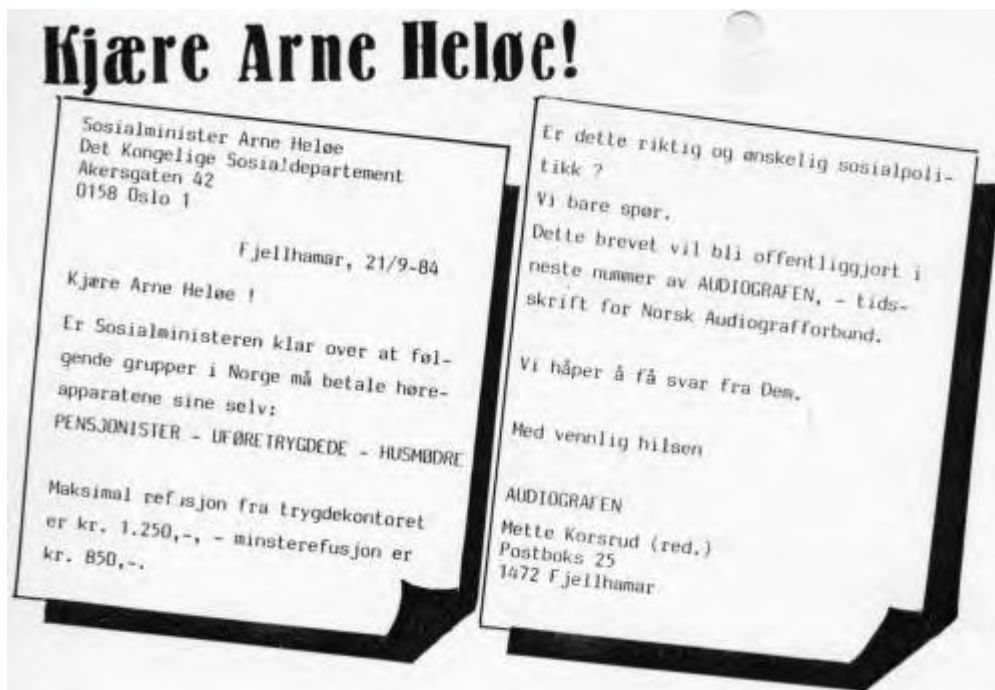 Kjære Arne Heløe!
Sosialminister Arne Heløe
Det Kongelige Sosialdepartement
Akersgaten 42
0158 Oslo 1
Fjellhamar, 21/9-84
Kjære Arne Heløe !
Er Sosialministeren klar over at føl-
gende grupper i Norge må betale høre-
apparatene sine selv:
PENSJONISTER - UFØRETRYGDEDE - HUSMØDRE
Maksimal refusjon fra trygdekontoret
er kr. 1.250,-, - minsterefusjon er
kr. 850,-.
Er dette riktig og ønskelig sosialpoli-
tikk ?
Vi bare spør.
Dette brevet vil bli offentliggjort i
neste nummer av AUDIOGRAFEN, - tids-
skrift for Norsk Audiografforbund.
Vi håper å få svar fra Dem.
Med vennlig hilsen
AUDIOGRAFEN
Mette Korsrud (red.)
Postboks 25
1472 Fjellhamar